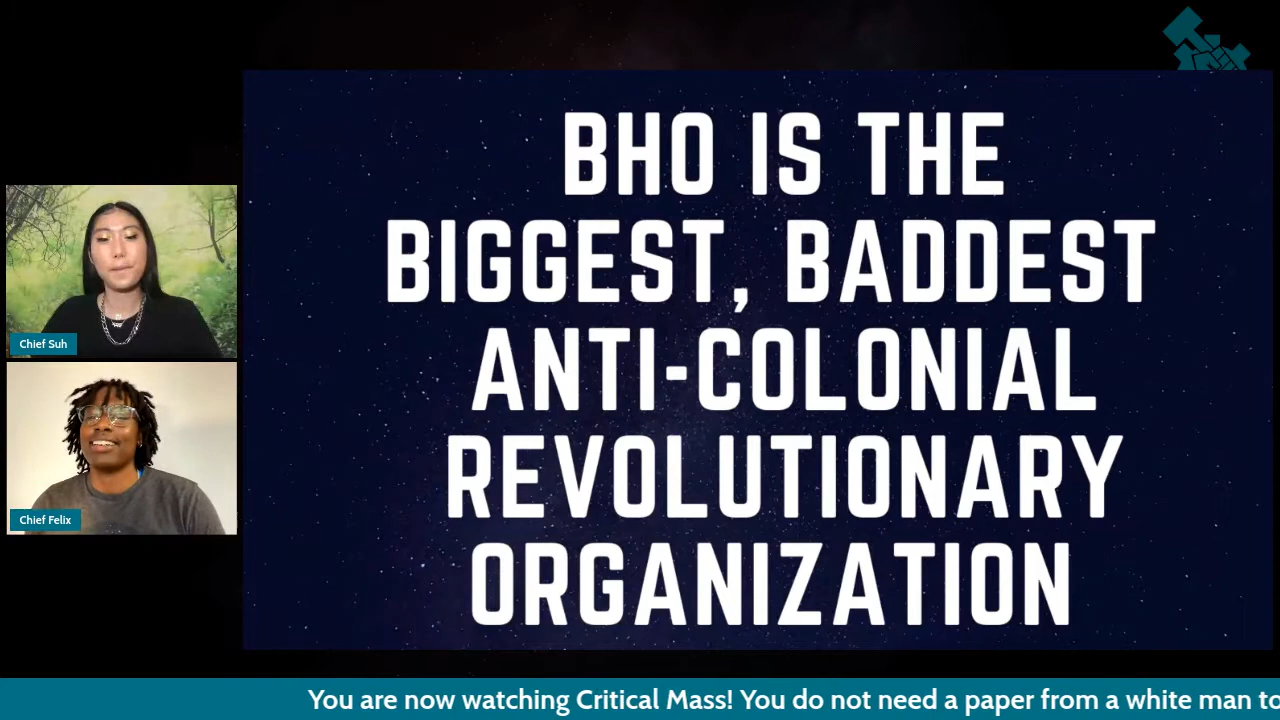 BHO IS THE
BIGGEST, BADDEST
ANTI-COLONIAL
REVOLUTIONARY
ORGANIZATION
Chief Suh
Chief Felix
You are now watching Critical Mass! You do not need a paper from a white man to